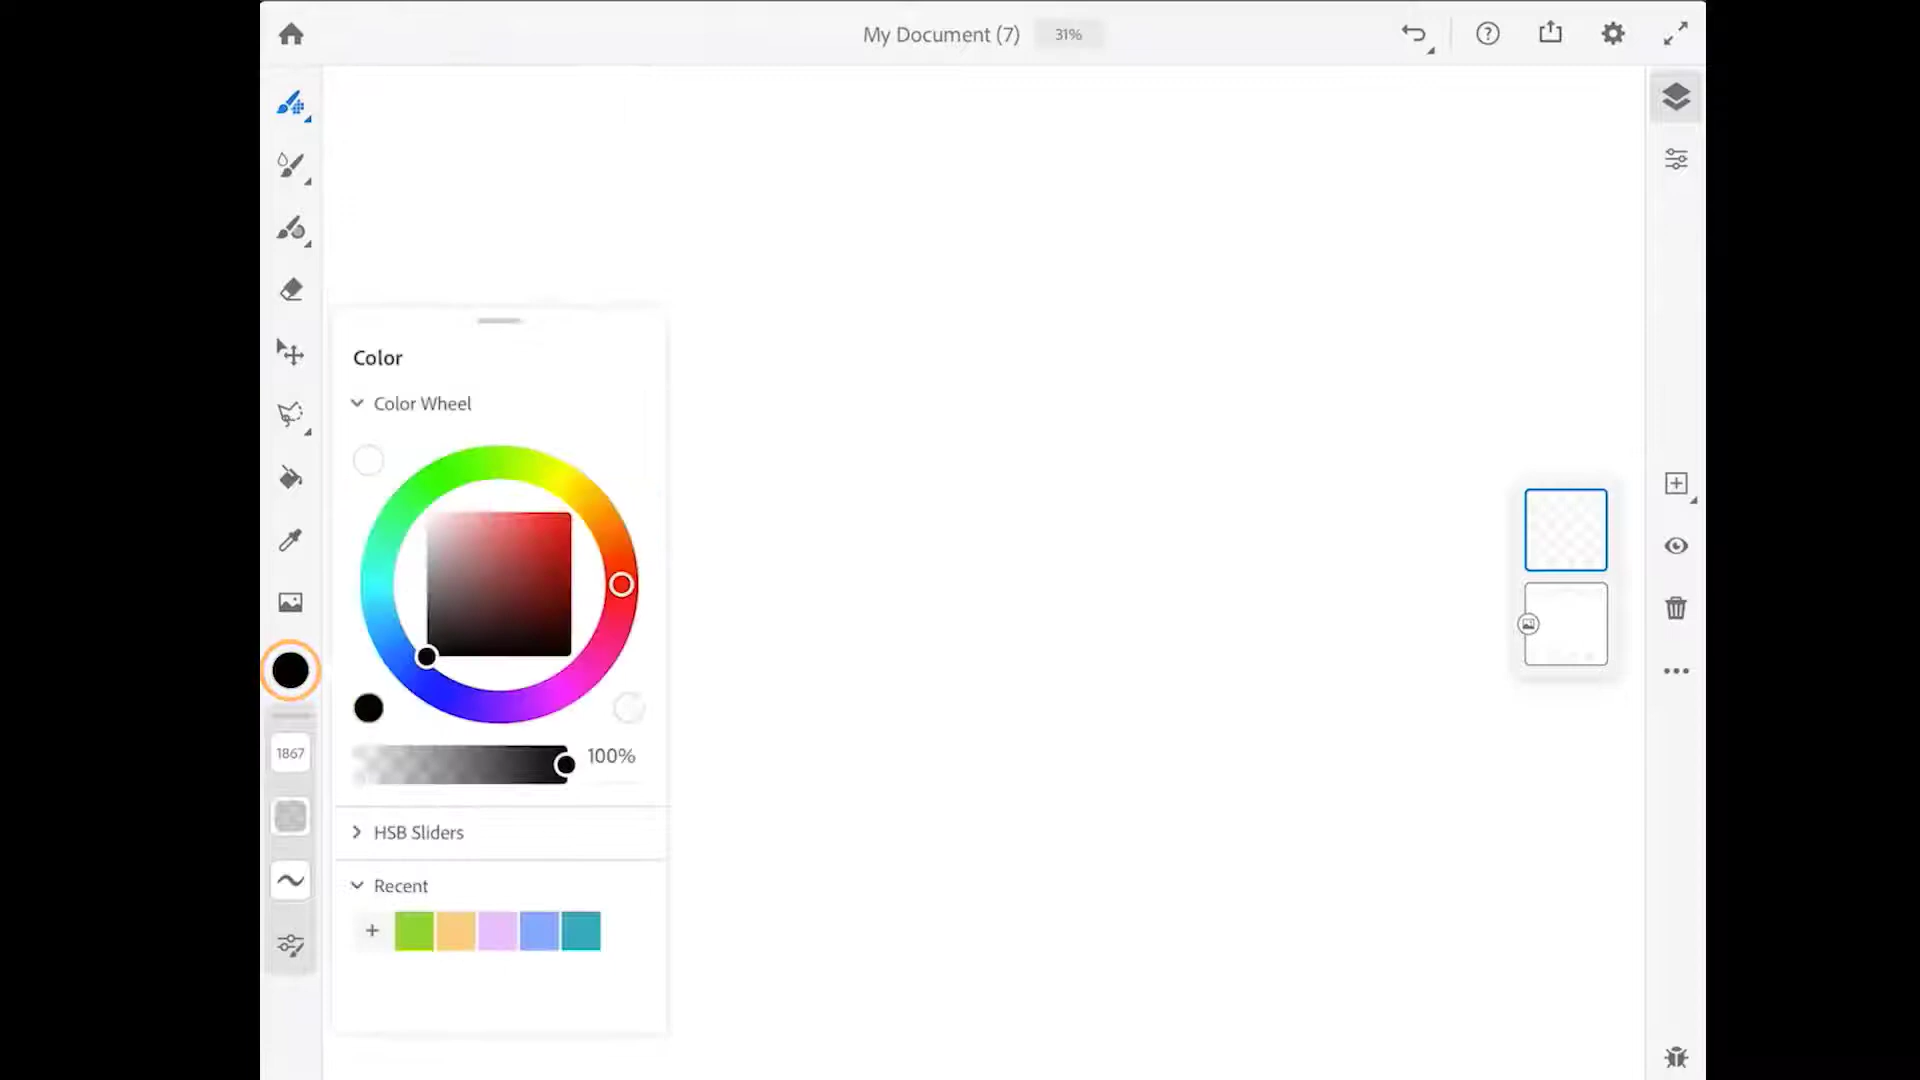 My Document (7) 31%
Color
Color Wheel
100%
1867
HSB Sliders
Recent